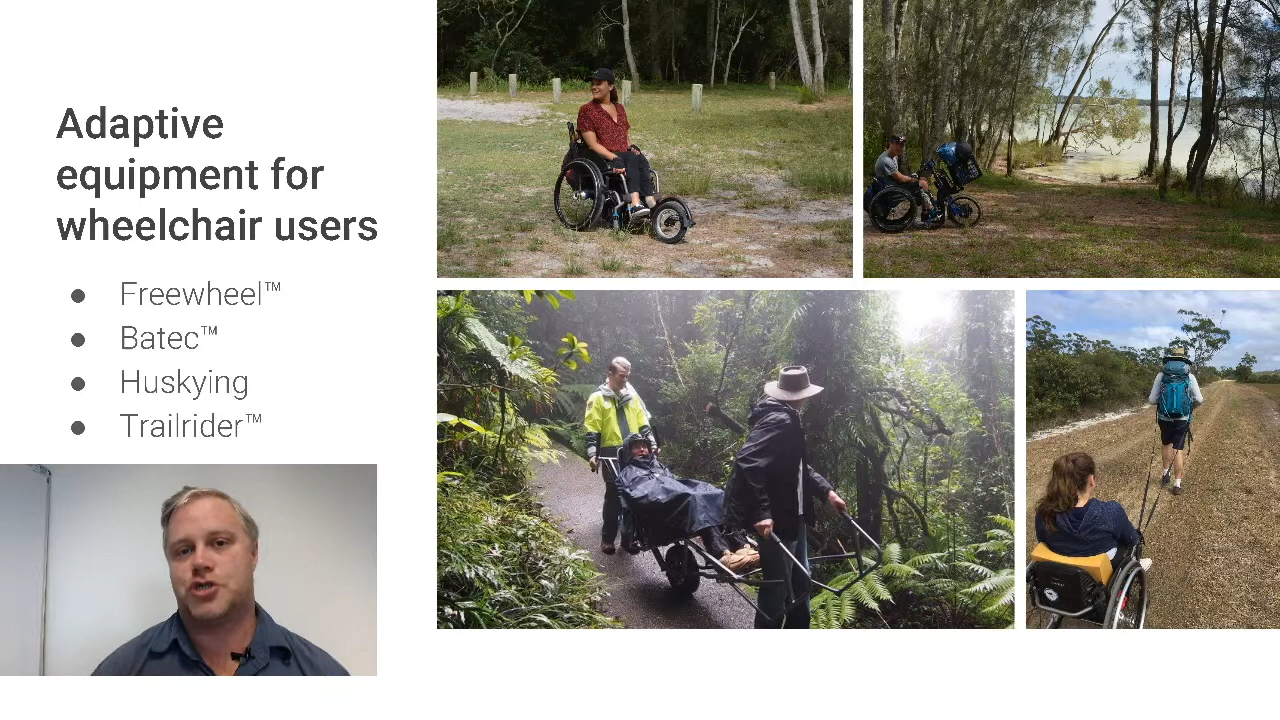 Adaptive
equipment for
wheelchair users
● Freewheel™
● Batec™
● Huskying
● Trailrider™